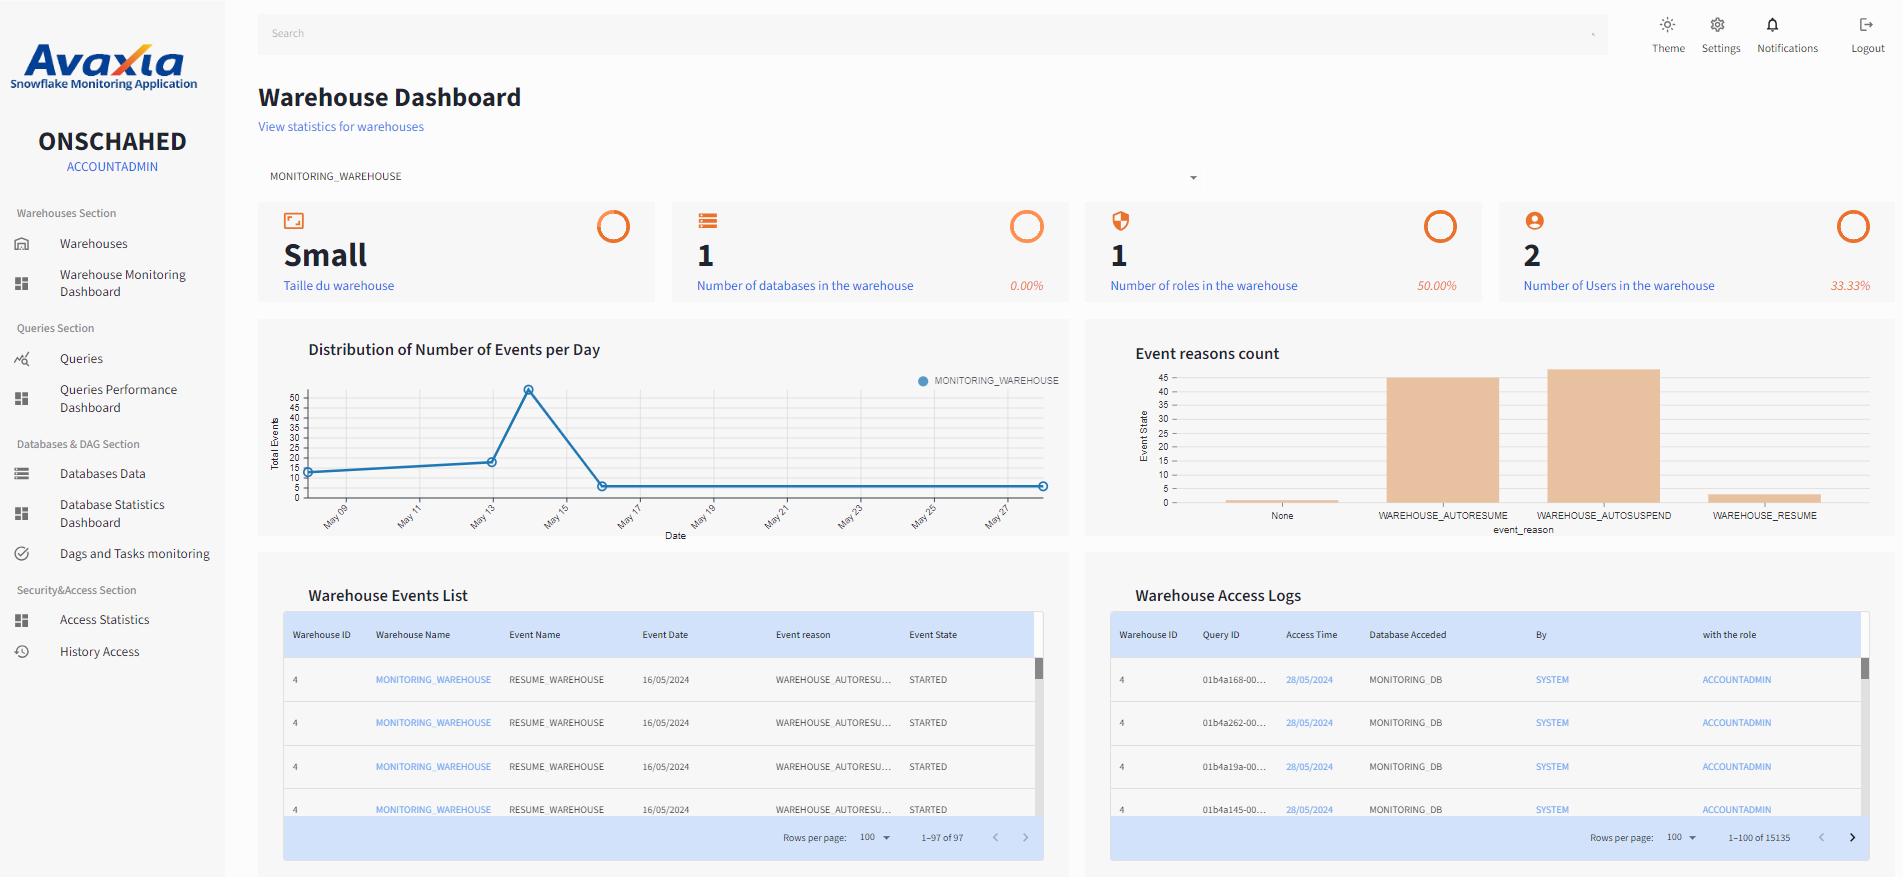 Avaxia
Snowflake Monitoring Application
ONSCHAHED
ACCOUNTADMIN
Warehouses Section
Warehouses
Warehouse Monitoring
Dashboard
Queries Section
Queries
Queries Performance
Dashboard
Databases & DAG Section
Databases Data
Database Statistics
Dashboard
Dags and Tasks monitoring
Security&Access Section
Access Statistics
History Access
Search
Theme Settings Notifications Logout
Warehouse Dashboard
View statistics for warehouses
MONITORING_WAREHOUSE
Small
Taille du warehouse
1
Number of databases in the warehouse 0.00%
1
Number of roles in the warehouse 50.00%
2
Number of Users in the warehouse 33.33%
Distribution of Number of Events per Day
MONITORING_WAREHOUSE
Total Events
50
45
40
35
30
25
20
15
10
5
0
May 09 May 11 May 13 May 15 May 17 May 19 May 21 May 23 May 25 May 27
Date
Event reasons count
Event State
45
40
35
30
25
20
15
10
5
0
None WAREHOUSE_AUTORESUME WAREHOUSE_AUTOSUSPEND WAREHOUSE_RESUME
event_reason
Warehouse Events List
Warehouse ID Warehouse Name Event Name Event Date Event reason Event State
4 MONITORING_WAREHOUSE RESUME_WAREHOUSE 16/05/2024 WAREHOUSE_AUTORESU... STARTED
4 MONITORING_WAREHOUSE RESUME_WAREHOUSE 16/05/2024 WAREHOUSE_AUTORESU... STARTED
4 MONITORING_WAREHOUSE RESUME_WAREHOUSE 16/05/2024 WAREHOUSE_AUTORESU... STARTED
4 MONITORING_WAREHOUSE RESUME_WAREHOUSE 16/05/2024 WAREHOUSE_AUTORESU... STARTED
Rows per page: 100 1–97 of 97
Warehouse Access Logs
Warehouse ID Query ID Access Time Database Acceded By with the role
4 01b4a168-00... 28/05/2024 MONITORING_DB SYSTEM ACCOUNTADMIN
4 01b4a262-00... 28/05/2024 MONITORING_DB SYSTEM ACCOUNTADMIN
4 01b4a19a-00... 28/05/2024 MONITORING_DB SYSTEM ACCOUNTADMIN
4 01b4a145-00... 28/05/2024 MONITORING_DB SYSTEM ACCOUNTADMIN
Rows per page: 100 1–100 of 15135